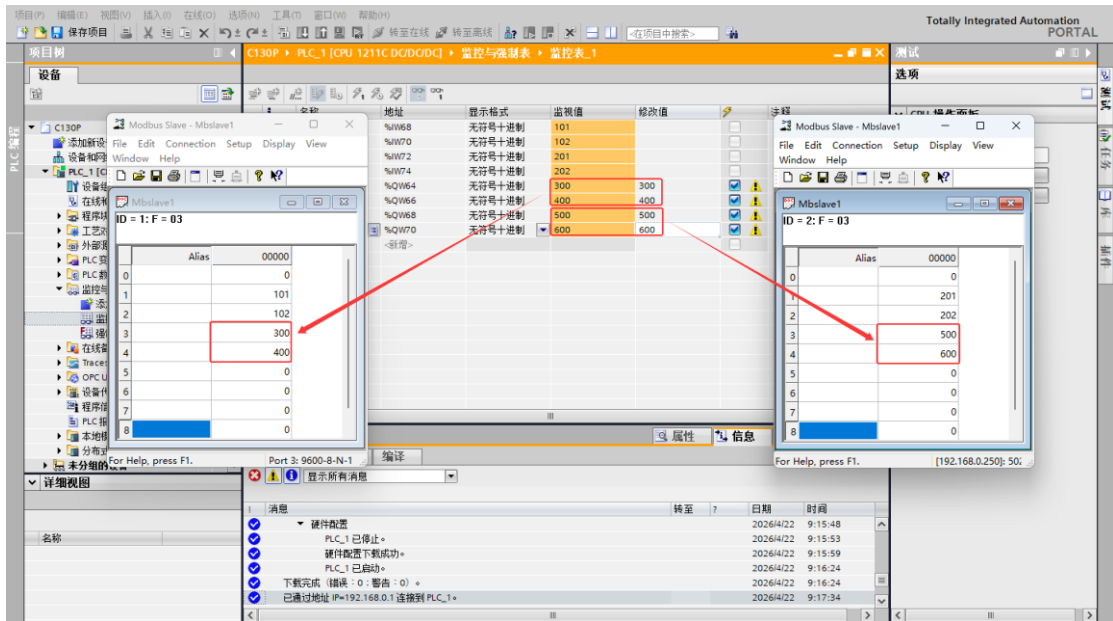 项目(P) 编辑(E) 视图(V) 插入(I) 在线(O) 选项(N) 工具(T) 窗口(W) 帮助(H)
Totally Integrated Automation
PORTAL
保存项目 转至在线 转至离线 <在项目中搜索>
项目树
C130P PLC_1 [CPU 1211C DC/DC/DC] 监控与强制表 监控表_1
测试
设备
选项
PLC 编程
名称 地址 显示格式 监视值 修改值 注释
%IW68 无符号十进制 101
%IW70 无符号十进制 102
%IW72 无符号十进制 201
%IW74 无符号十进制 202
%QW64 无符号十进制 300 300
%QW66 无符号十进制 400 400
%QW68 无符号十进制 500 500
%QW70 无符号十进制 600 600
<新增>
C130P
添加新设
设备和网
PLC_1 [C
设备组
在线和
程序块
工艺对
外部源
PLC 变
PLC 数
监控与
添
监
强
在线备
Traces
OPC U
设备代
程序信
PLC 报
本地模
分布式
未分组的设备
详细视图
名称
Modbus Slave - Mbslave1
File Edit Connection Setup Display View
Window Help
Mbslave1
ID = 1: F = 03
Alias 00000
0 0
1 101
2 102
3 300
4 400
5 0
6 0
7 0
8 0
For Help, press F1. Port 3: 9600-8-N-1
Modbus Slave - Mbslave1
File Edit Connection Setup Display View
Window Help
Mbslave1
ID = 2: F = 03
Alias 00000
0 0
1 201
2 202
3 500
4 600
5 0
6 0
7 0
8 0
For Help, press F1. [192.168.0.250]: 502
CPU 操作面板
测试
任务
插件
属性 信息
编译
显示所有消息
! 消息 转至 ? 日期 时间
硬件配置 2026/4/22 9:15:48
PLC_1 已停止。 2026/4/22 9:15:53
硬件配置下载成功。 2026/4/22 9:15:59
PLC_1 已启动。 2026/4/22 9:16:24
下载完成（错误：0；警告：0）。 2026/4/22 9:16:24
已通过地址 IP=192.168.0.1 连接到 PLC_1。 2026/4/22 9:17:34